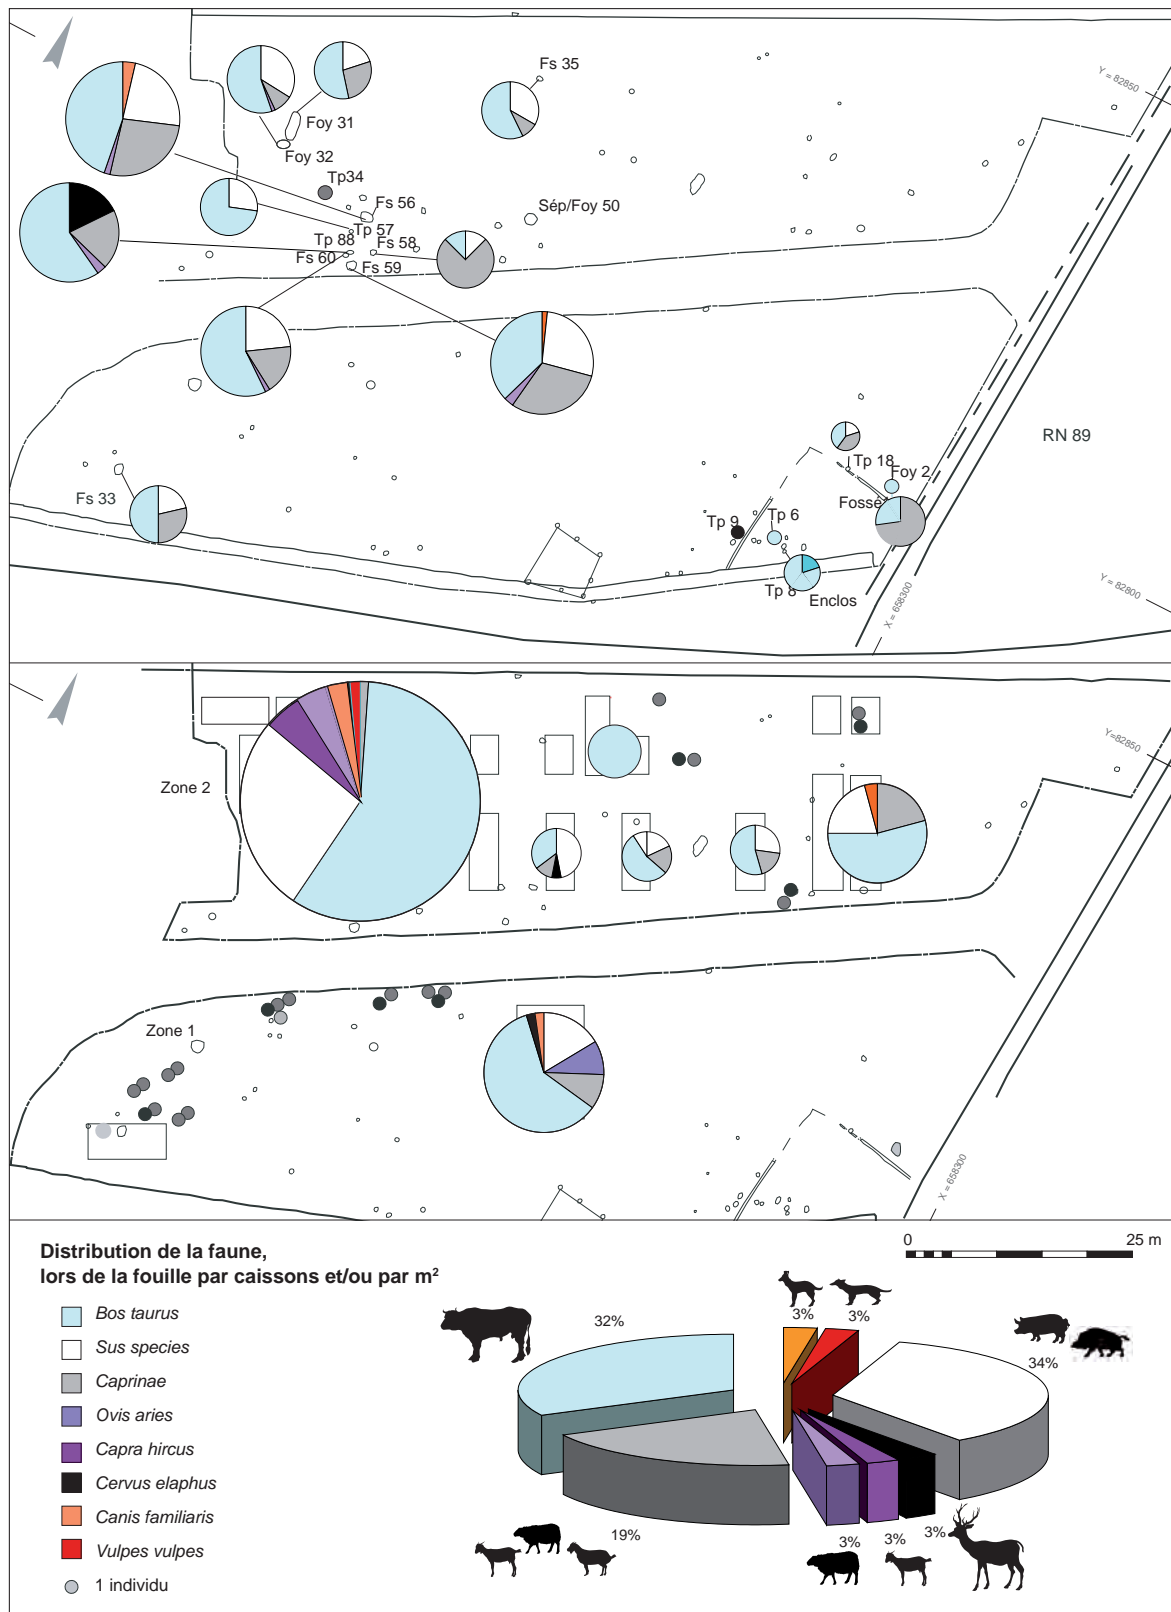 Y = 82850
Fs 35
Foy 31
Foy 32
Tp34
Fs 56
Sép/Foy 50
Tp 57
Tp 88
Fs 58
Fs 60
Fs 59
RN 89
Tp 18
Foy 2
Fs 33
Fossé
Tp 9
Tp 6
Tp 8
Enclos
X = 658300
Y = 82800
Zone 2
Y=82850
Zone 1
X = 658300
Distribution de la faune,
lors de la fouille par caissons et/ou par m²
0
25 m
Bos taurus
Sus species
Caprinae
Ovis aries
Capra hircus
Cervus elaphus
Canis familiaris
Vulpes vulpes
1 individu
32%
3%
3%
34%
19%
3%
3%
3%